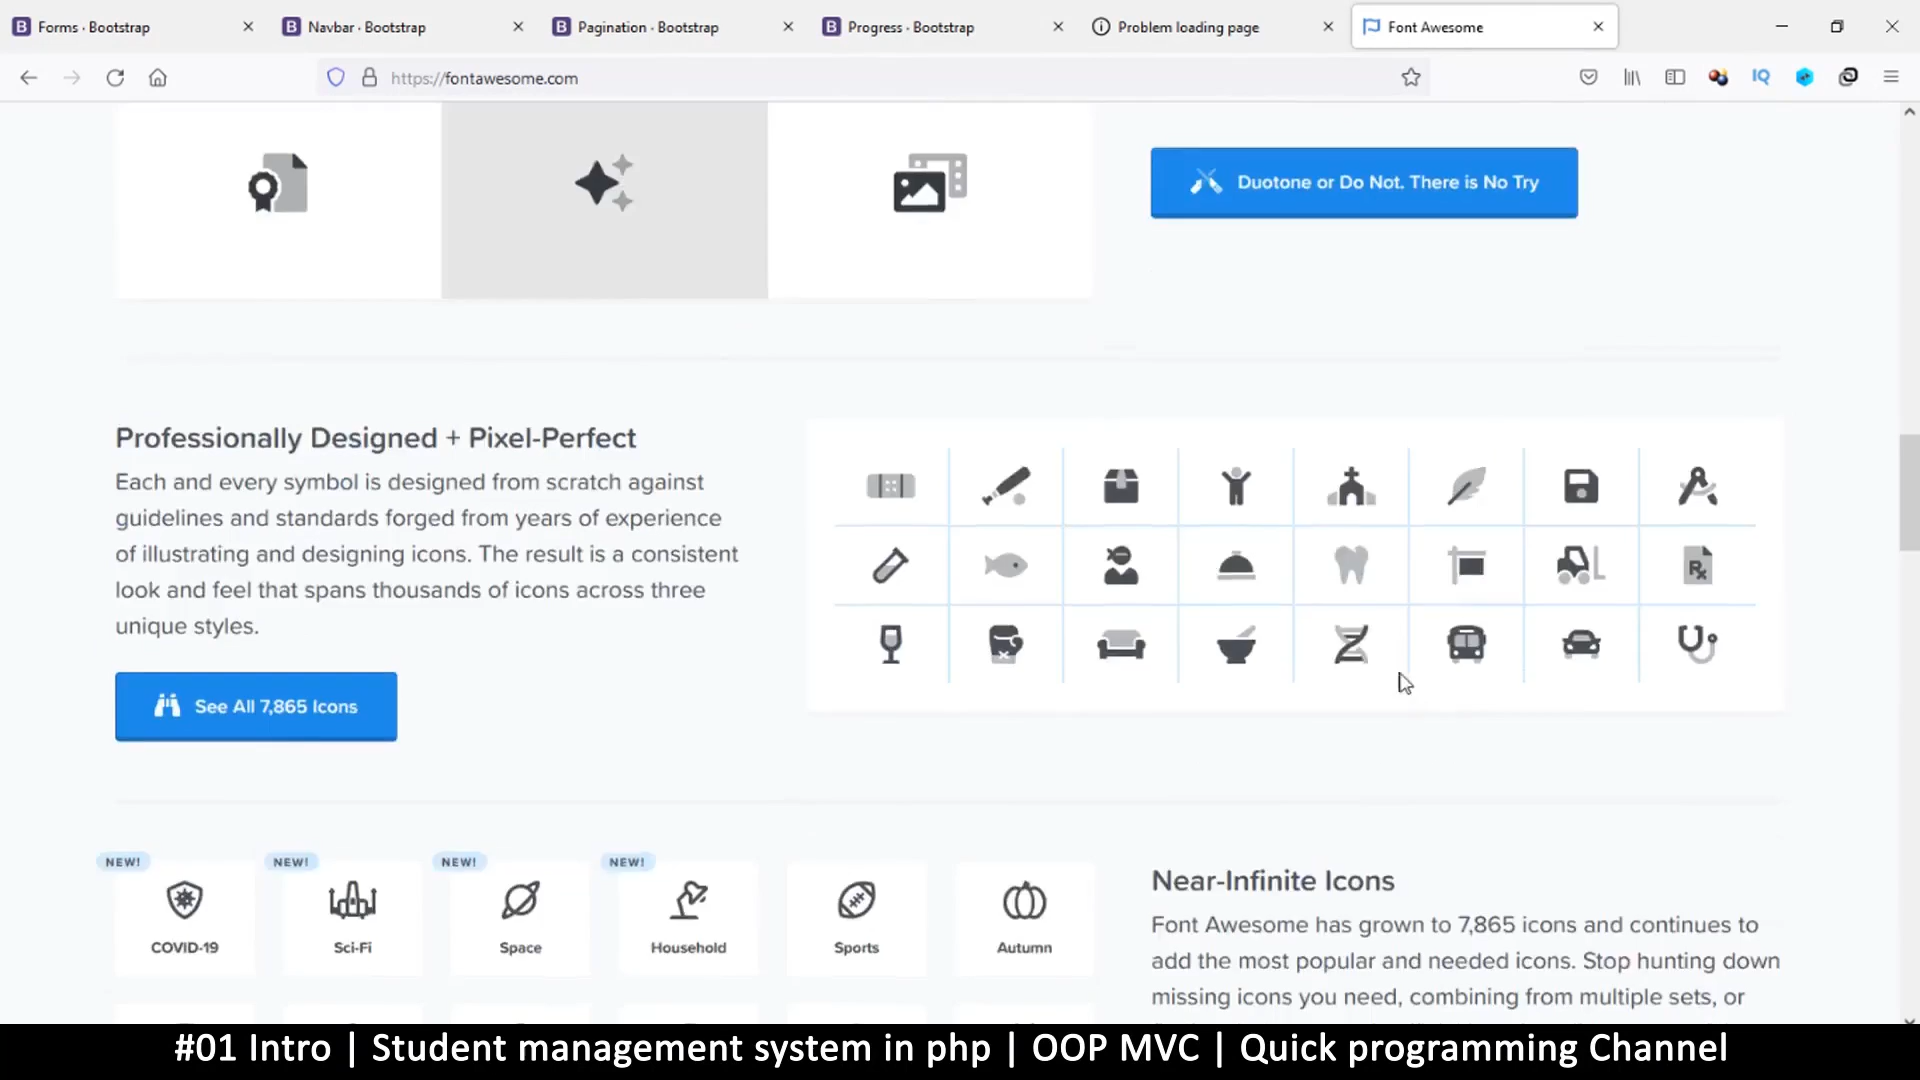 Forms · Bootstrap
Navbar · Bootstrap
Pagination · Bootstrap
Progress · Bootstrap
Problem loading page
Font Awesome
https://fontawesome.com
IQ
Duotone or Do Not. There is No Try
Professionally Designed + Pixel-Perfect
Each and every symbol is designed from scratch against
guidelines and standards forged from years of experience
of illustrating and designing icons. The result is a consistent
look and feel that spans thousands of icons across three
unique styles.
See All 7,865 Icons
NEW!
NEW!
NEW!
NEW!
COVID-19
Sci-Fi
Space
Household
Sports
Autumn
Near-Infinite Icons
Font Awesome has grown to 7,865 icons and continues to
add the most popular and needed icons. Stop hunting down
missing icons you need, combining from multiple sets, or
#01 Intro | Student management system in php | OOP MVC | Quick programming Channel